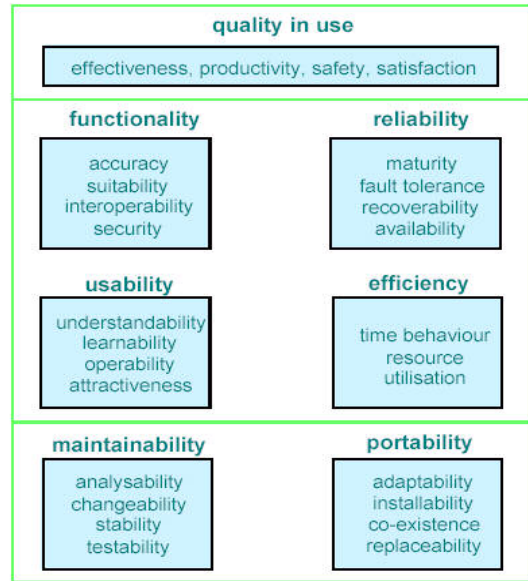 quality in use
effectiveness, productivity, safety, satisfaction
functionality
accuracy
suitability
interoperability
security
reliability
maturity
fault tolerance
recoverability
availability
usability
understandability
learnability
operability
attractiveness
efficiency
time behaviour
resource
utilisation
maintainability
analysability
changeability
stability
testability
portability
adaptability
installability
co-existence
replaceability